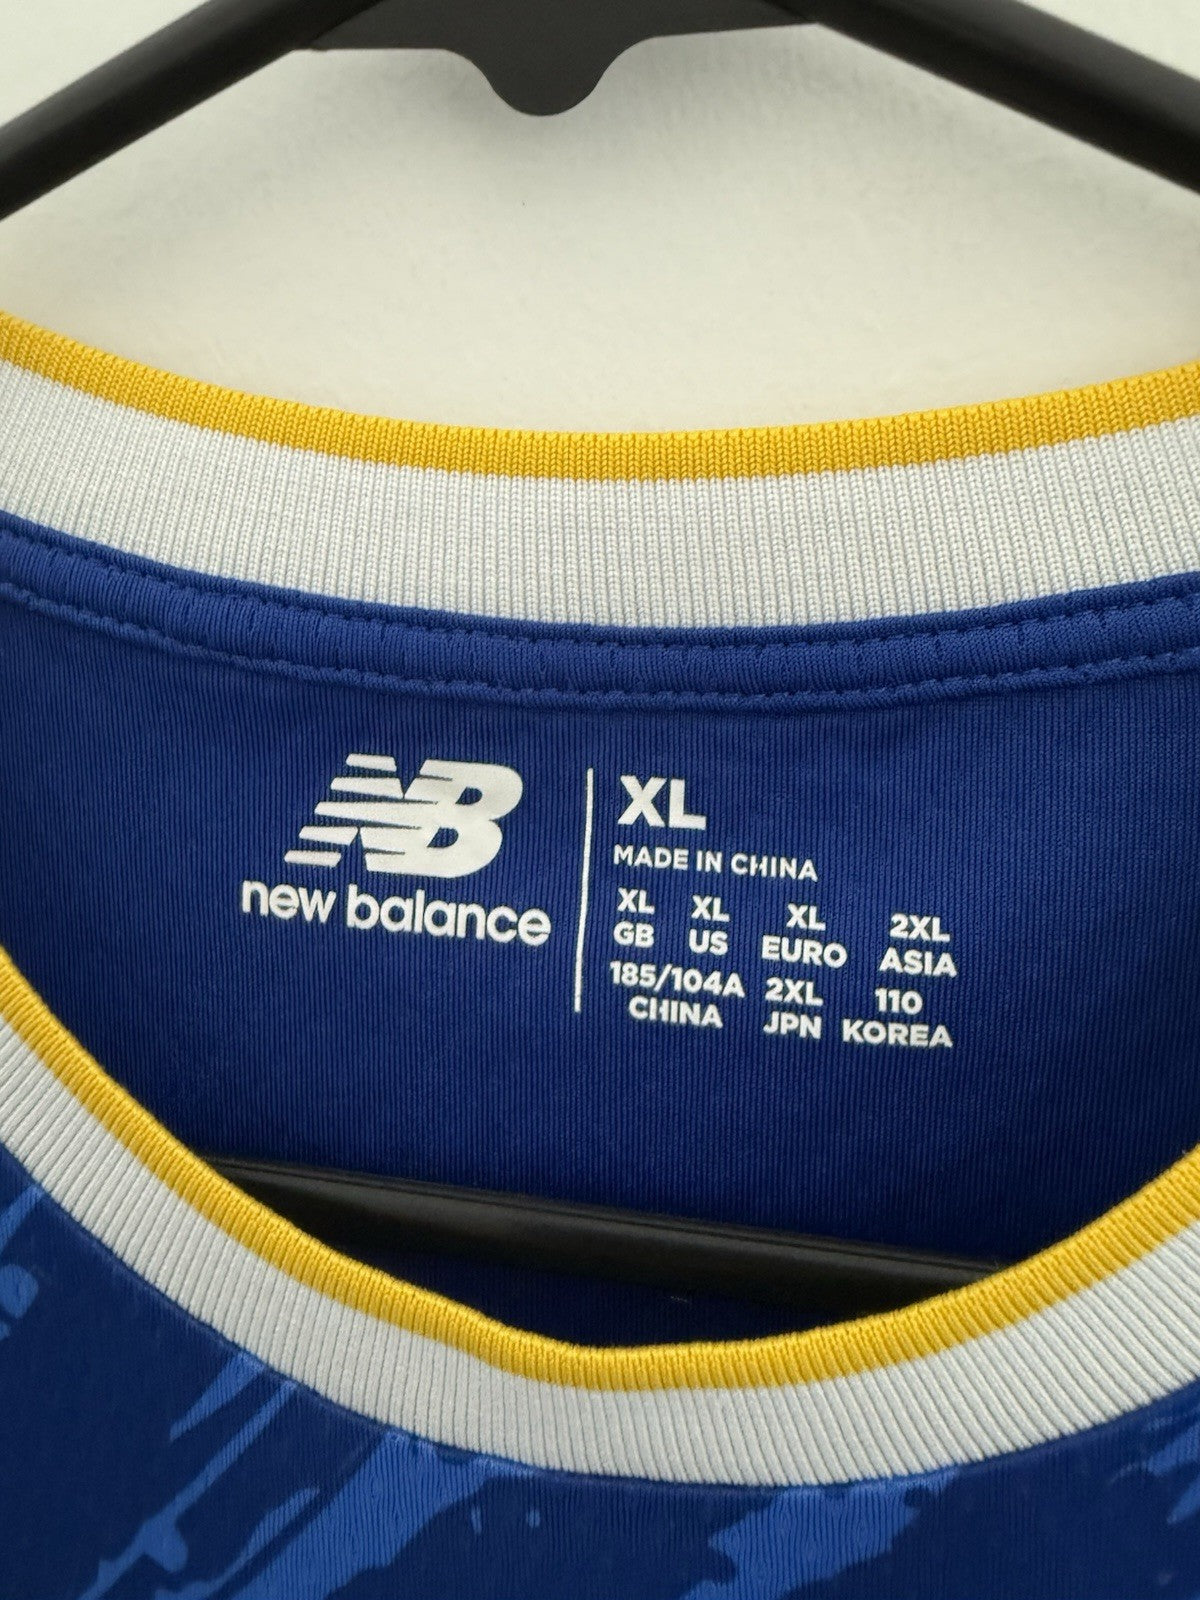 NB
new balance
XL
MADE IN CHINA
XL XL XL 2XL
GB US EURO ASIA
185/104A 2XL 110
CHINA JPN KOREA